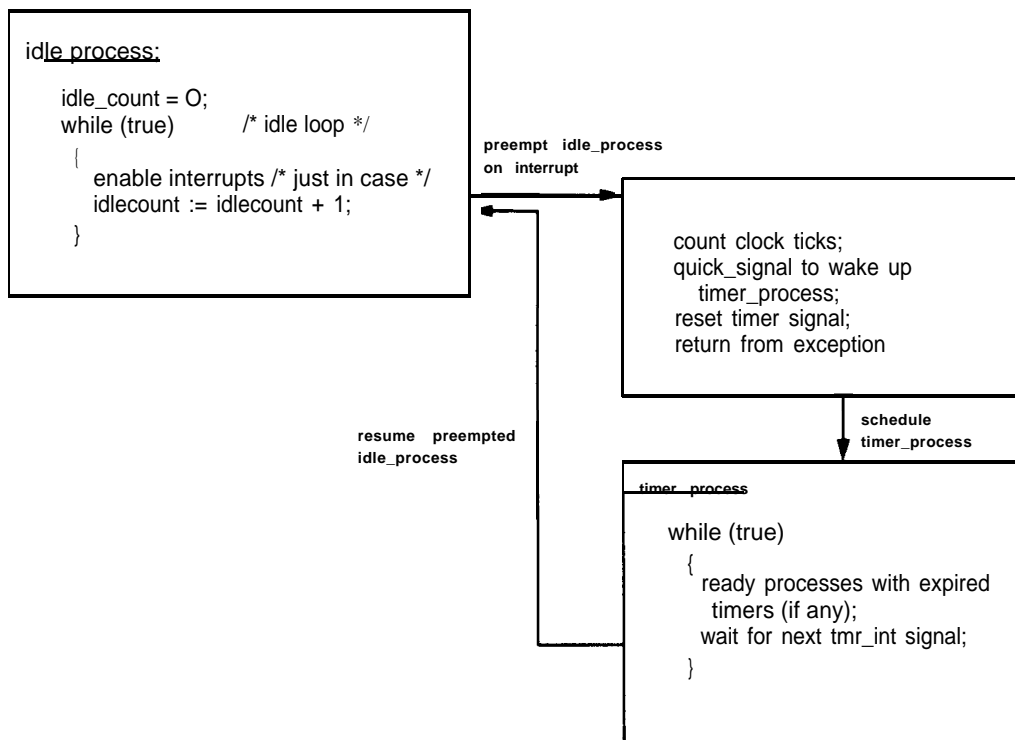 idle process;
idle_count = O;
while (true) /* idle loop */
{
enable interrupts /* just in case */
idlecount := idlecount + 1;
}
preempt idle_process
on interrupt
count clock ticks;
quick_signal to wake up
timer_process;
reset timer signal;
return from exception
resume preempted
idle_process
schedule
timer_process
timer process
while (true)
{
ready processes with expired
timers (if any);
wait for next tmr_int signal;
}